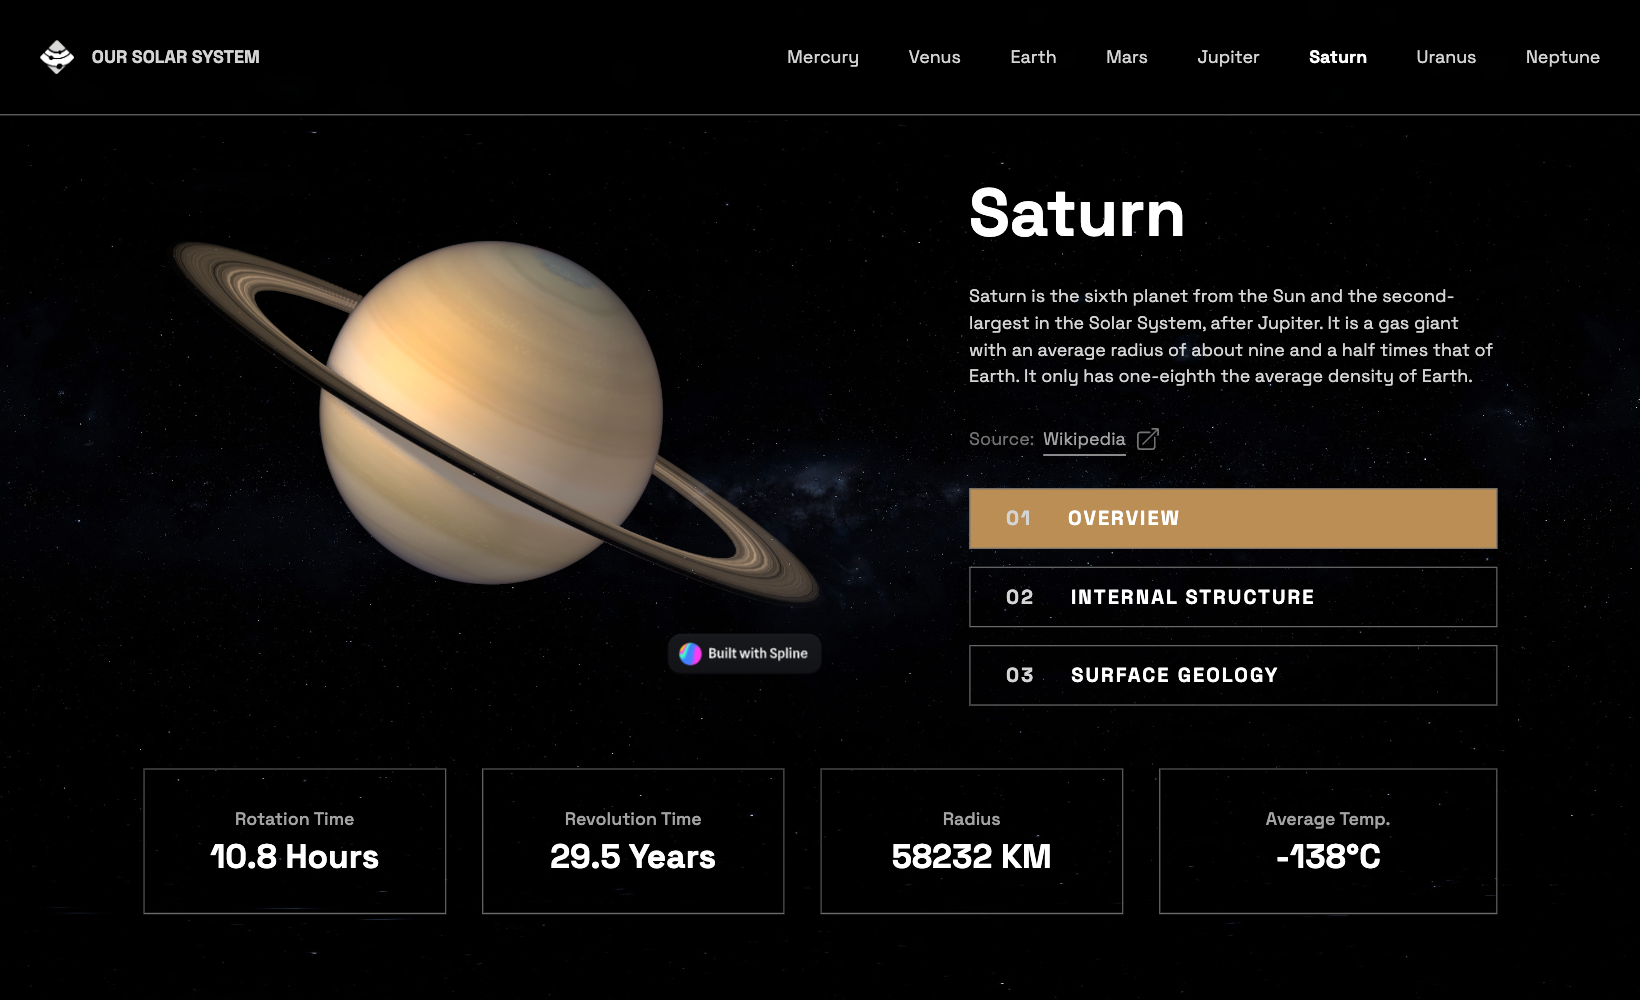 OUR SOLAR SYSTEM
Mercury
Venus
Earth
Mars
Jupiter
Saturn
Uranus
Neptune
Saturn
Saturn is the sixth planet from the Sun and the second-
largest in the Solar System, after Jupiter. It is a gas giant
with an average radius of about nine and a half times that of
Earth. It only has one-eighth the average density of Earth.
Source: Wikipedia
01 OVERVIEW
02 INTERNAL STRUCTURE
03 SURFACE GEOLOGY
Built with Spline
Rotation Time
10.8 Hours
Revolution Time
29.5 Years
Radius
58232 KM
Average Temp.
-138°C